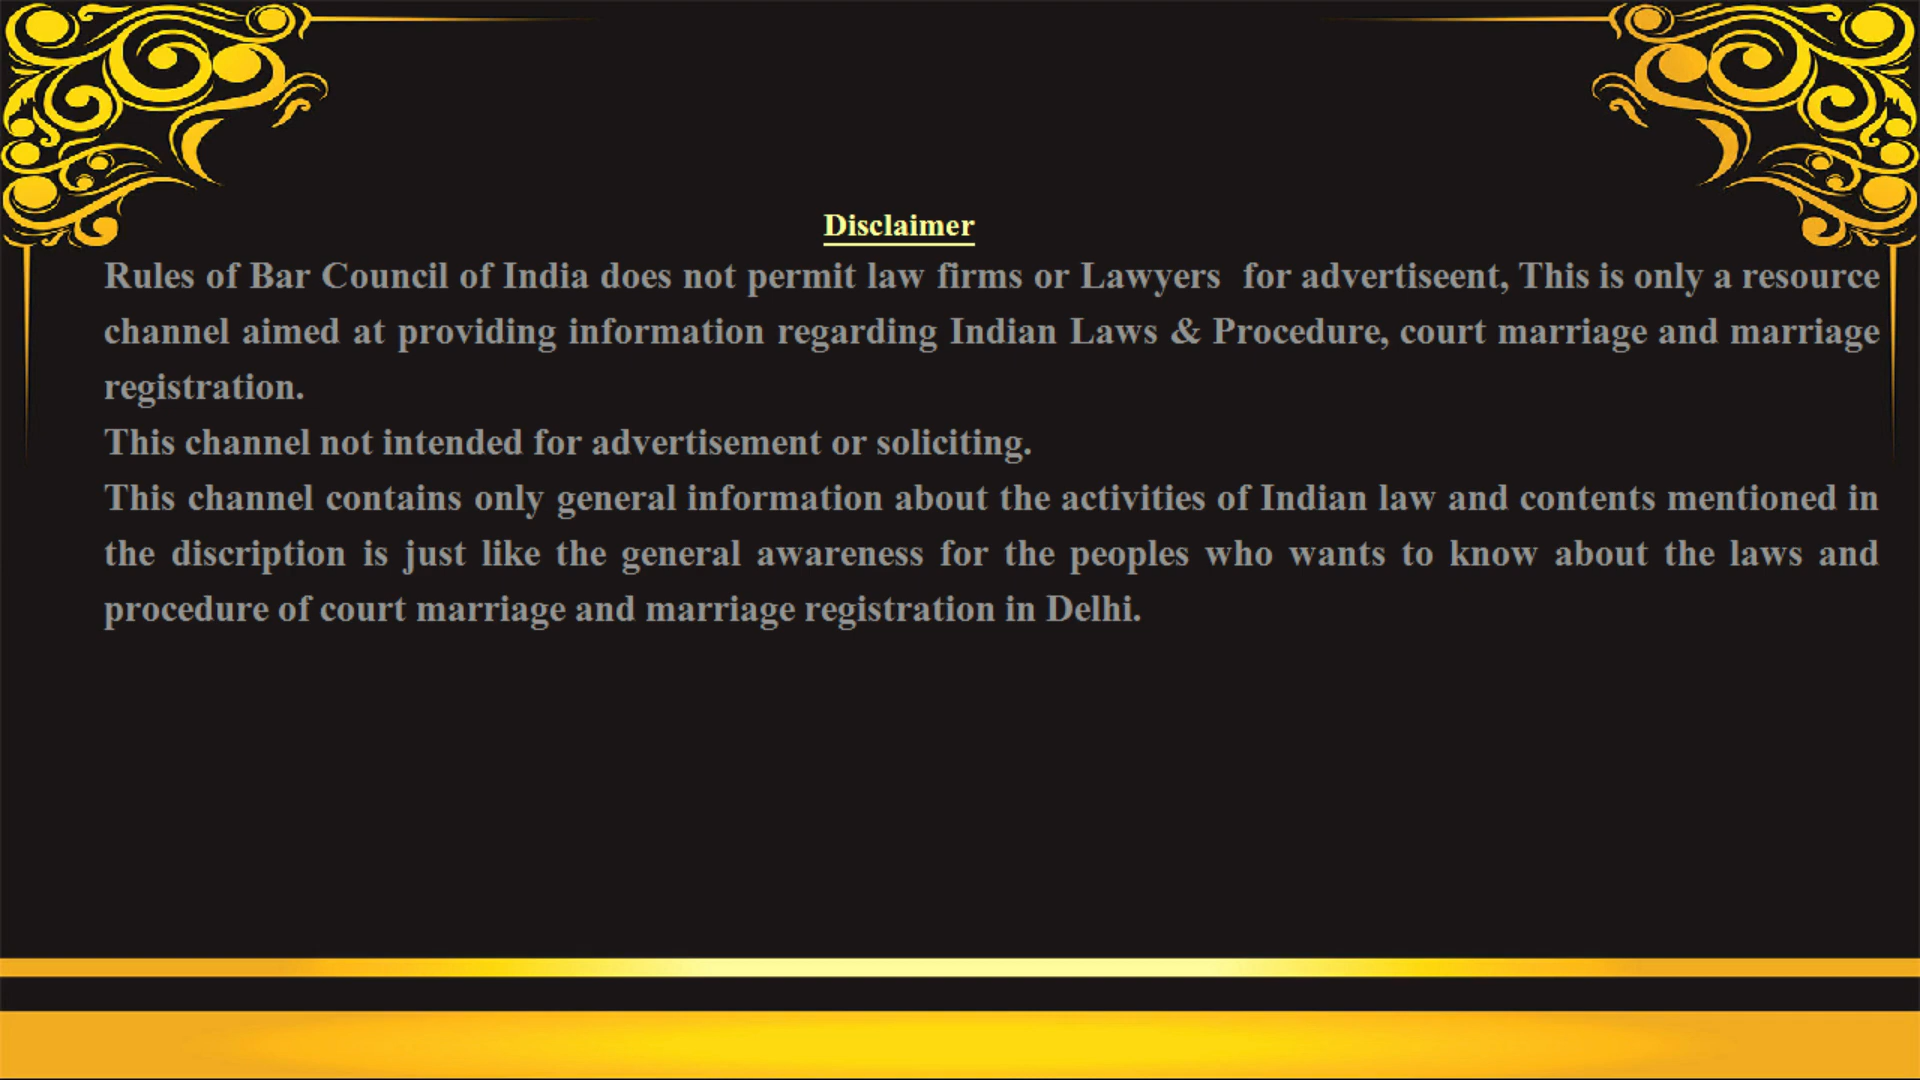 Disclaimer
Rules of Bar Council of India does not permit law firms or Lawyers for advertiseent, This is only a resource
channel aimed at providing information regarding Indian Laws & Procedure, court marriage and marriage
registration.
This channel not intended for advertisement or soliciting.
This channel contains only general information about the activities of Indian law and contents mentioned in
the discription is just like the general awareness for the peoples who wants to know about the laws and
procedure of court marriage and marriage registration in Delhi.